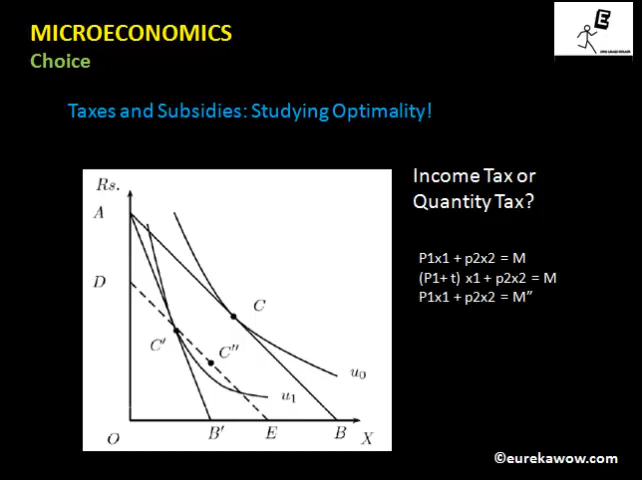 MICROECONOMICS
Choice
E
Taxes and Subsidies: Studying Optimality!
Income Tax or
Quantity Tax?
P1x1 + p2x2 = M
(P1+ t) x1 + p2x2 = M
P1x1 + p2x2 = M”
Rs.
A
D
C
C′
C″
u₀
u₁
O
B′
E
B
X
©eurekawow.com